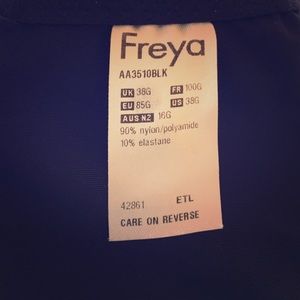 Freya
AA3510BLK
UK 38G FR 100G
EU 85G US 38G
AUS NZ 16G
90% nylon/polyamide
10% elastane
42861 ETL
CARE ON REVERSE